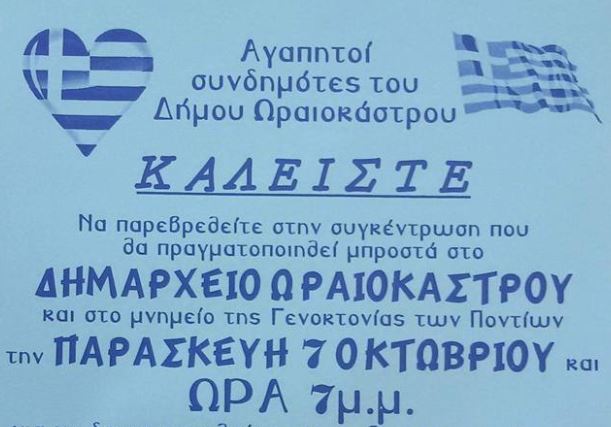 Αγαπητοί
συνδημότες του
Δήμου Ωραιοκάστρου
ΚΑΛΕΙΣΤΕ
Να παρεβρεθείτε στην συγκέντρωση που
θα πραγματοποιηθεί μπροστά στο
ΔΗΜΑΡΧΕΙΟ ΩΡΑΙΟΚΑΣΤΡΟΥ
και στο μνημείο της Γενοκτονίας των Ποντίων
την ΠΑΡΑΣΚΕΥΗ 7 ΟΚΤΩΒΡΙΟΥ και
ΩΡΑ 7μ.μ.